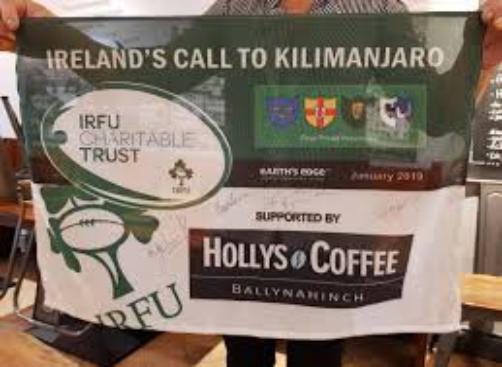 IRELAND'S CALL TO KILIMANJARO
IRFU
CHARITABLE
TRUST
IRFU
EARTH'S EDGE
January 2019
SUPPORTED BY
HOLLYS COFFEE
BALLYNAHINCH
IRFU